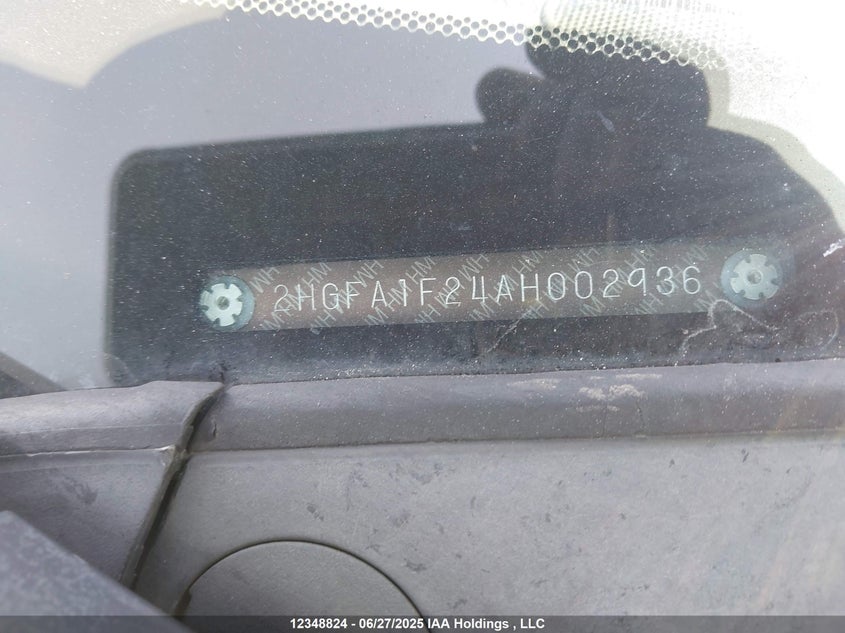 2HGFA1F24AH002936
12348824 - 06/27/2025 IAA Holdings , LLC